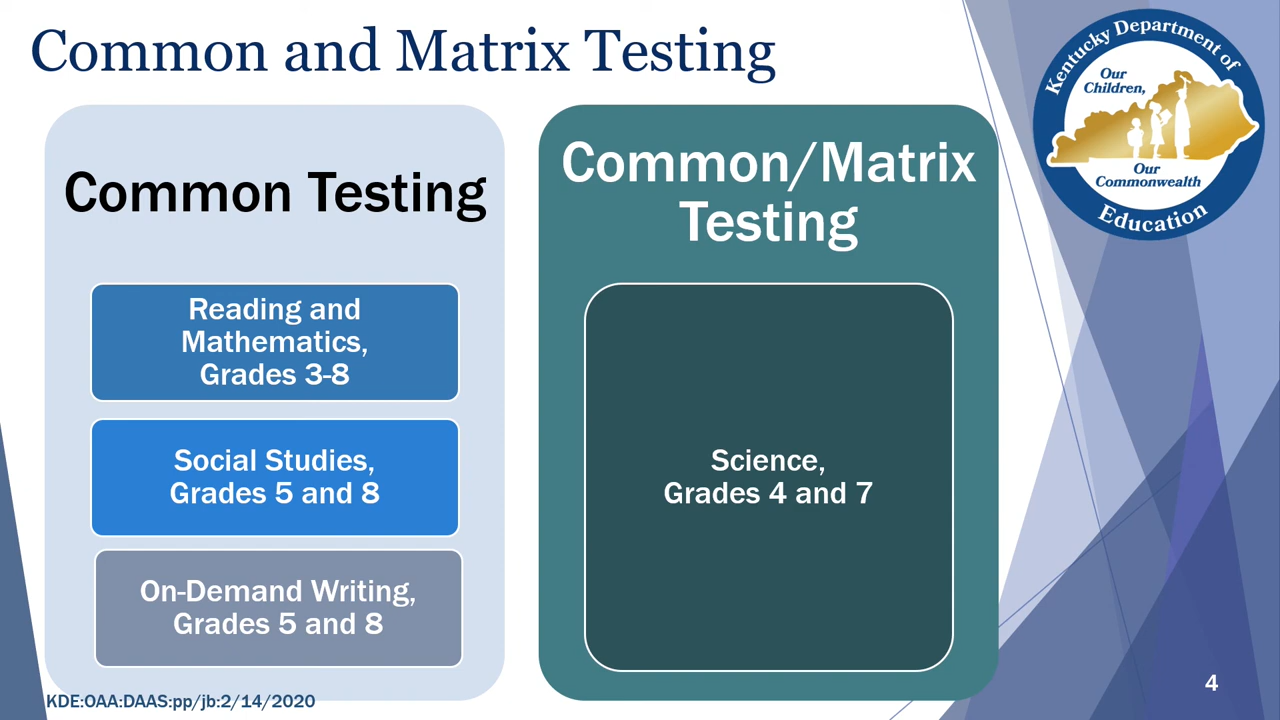 Common and Matrix Testing
Common Testing
Reading and
Mathematics,
Grades 3-8
Social Studies,
Grades 5 and 8
On-Demand Writing,
Grades 5 and 8
Common/Matrix
Testing
Science,
Grades 4 and 7
Kentucky Department of
Education
Our
Children,
Our
Commonwealth
KDE:OAA:DAAS:pp/jb:2/14/2020
4